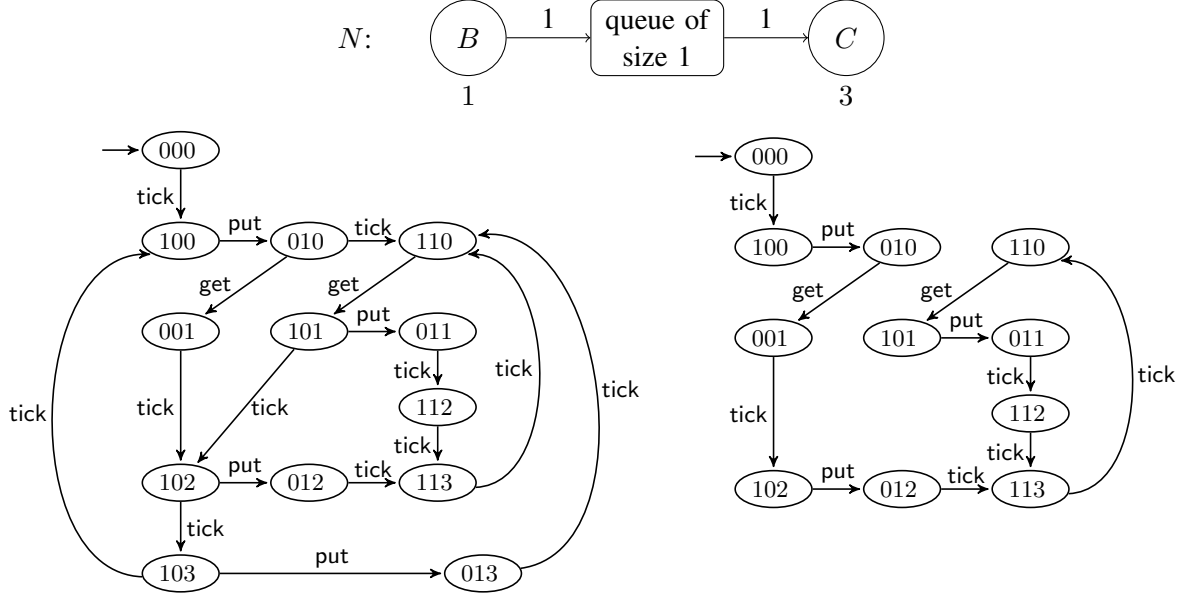 N: B 1 queue of size 1 1 C
1 3
000
tick
100 put 010 tick 110
get get
001 101 put 011
tick
tick tick tick 112 tick tick
tick
102 put 012 tick 113
tick
103 put 013
000
tick
100 put 010 110
get get
001 101 put 011
tick
tick 112 tick
tick
102 put 012 tick 113